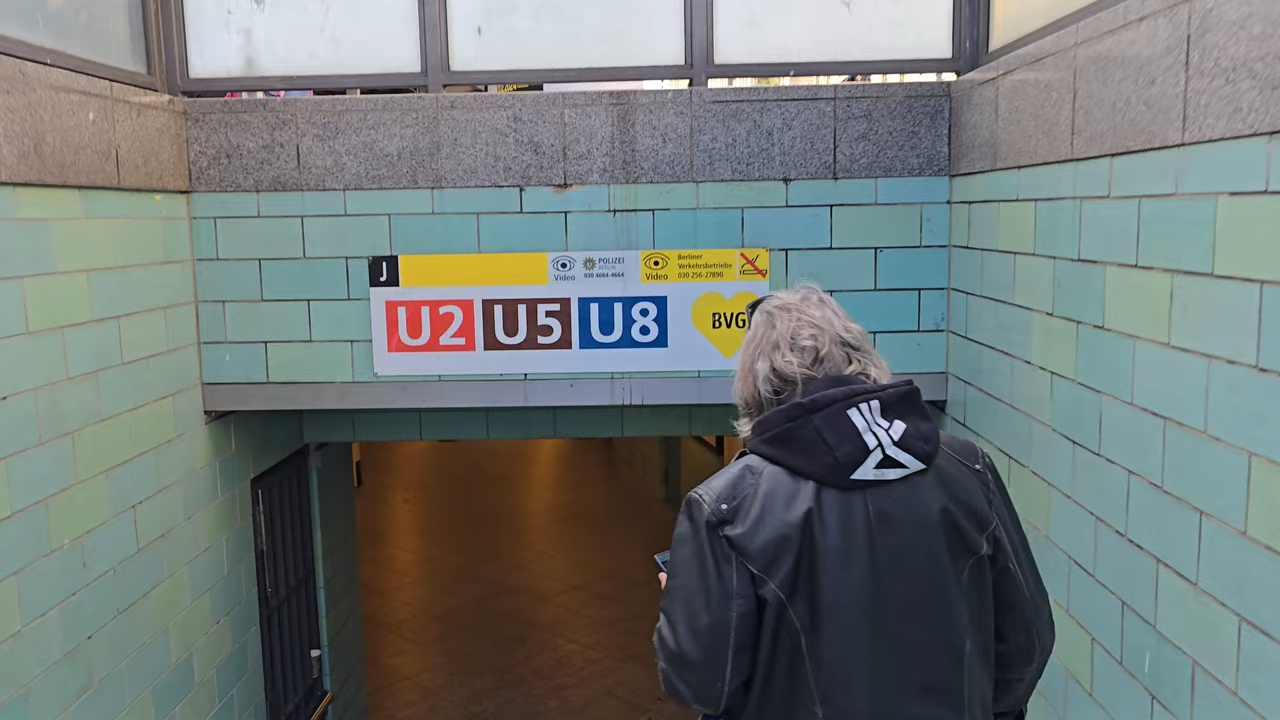 J
Video
POLIZEI
BERLIN
030 4664-4664
Video
Berliner
Verkehrsbetriebe
030 256-27890
U2 U5 U8
BVG